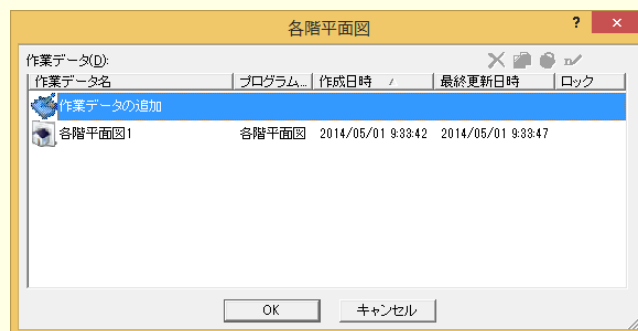 各階平面図
?
×
作業データ(D):
作業データ名 プログラム... 作成日時 最終更新日時 ロック
作業データの追加
各階平面図1 各階平面図 2014/05/01 9:33:42 2014/05/01 9:33:47
OK キャンセル